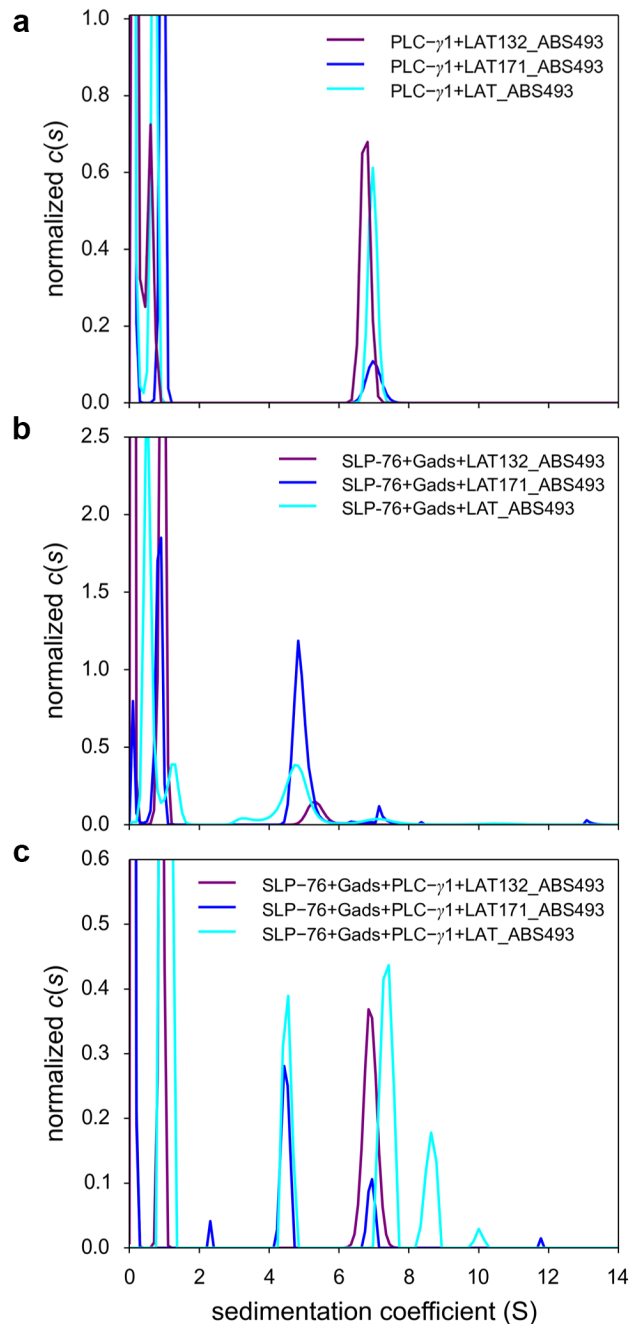 a
PLC−γ1+LAT132_ABS493
PLC−γ1+LAT171_ABS493
PLC−γ1+LAT_ABS493
normalized c(s)
1.0
0.8
0.6
0.4
0.2
0.0
b
SLP-76+Gads+LAT132_ABS493
SLP-76+Gads+LAT171_ABS493
SLP-76+Gads+LAT_ABS493
normalized c(s)
2.5
2.0
1.5
1.0
0.5
0.0
c
SLP−76+Gads+PLC−γ1+LAT132_ABS493
SLP−76+Gads+PLC−γ1+LAT171_ABS493
SLP−76+Gads+PLC−γ1+LAT_ABS493
normalized c(s)
0.6
0.5
0.4
0.3
0.2
0.1
0.0
0 2 4 6 8 10 12 14
sedimentation coefficient (S)